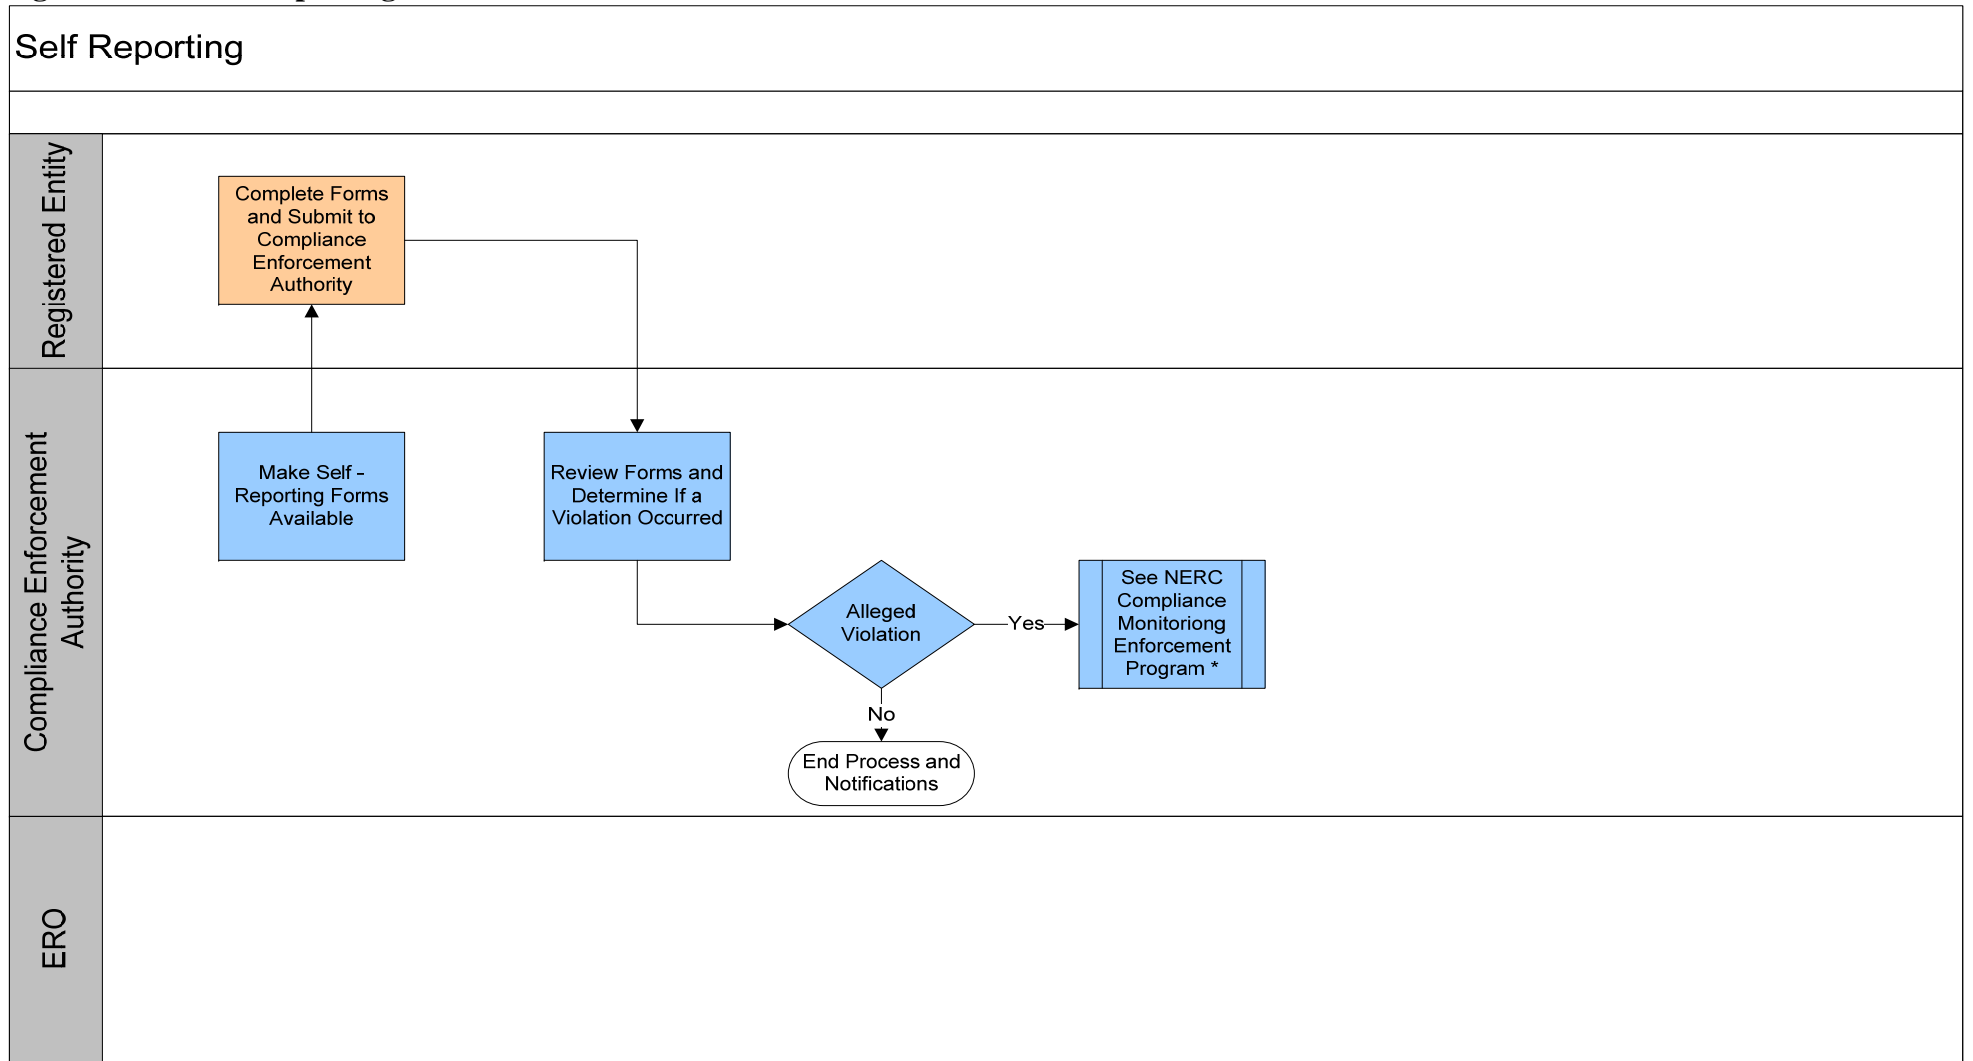 Self Reporting
Registered Entity
Complete Forms
and Submit to
Compliance
Enforcement
Authority
Compliance Enforcement
Authority
Make Self -
Reporting Forms
Available
Review Forms and
Determine If a
Violation Occurred
Alleged
Violation
Yes
See NERC
Compliance
Monitoriong
Enforcement
Program *
No
End Process and
Notifications
ERO